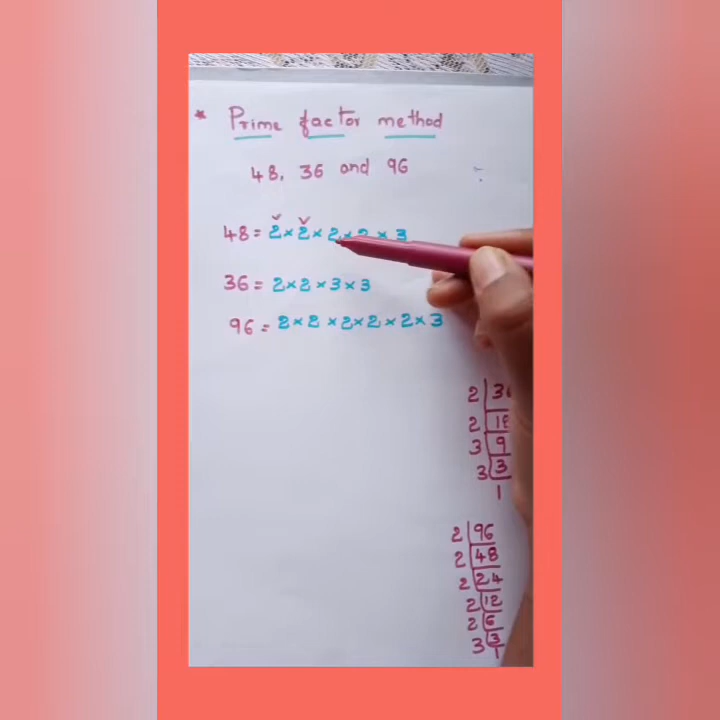 * Prime factor method
48, 36 and 96
48 = 2 × 2 × 2 × 2 × 3
36 = 2 × 2 × 3 × 3
96 = 2 × 2 × 2 × 2 × 2 × 3
2 | 36
2 | 18
3 | 9
3 | 3
1
2 | 96
2 | 48
2 | 24
2 | 12
2 | 6
3 | 3
1